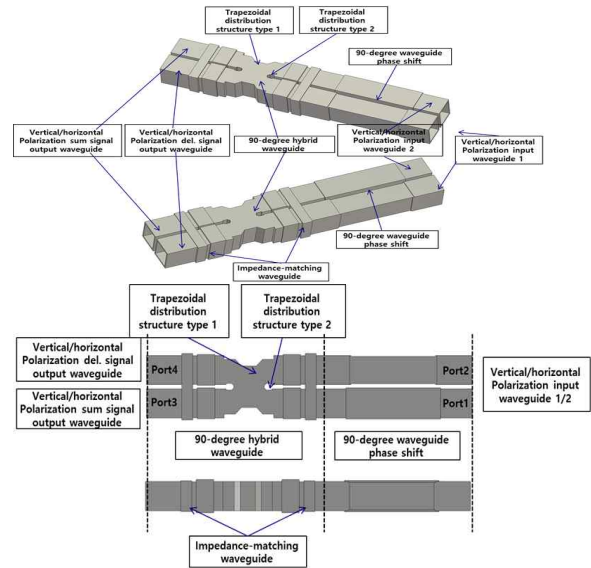 Trapezoidal
distribution
structure type 1
Trapezoidal
distribution
structure type 2
90-degree waveguide
phase shift
Vertical/horizontal
Polarization sum signal
output waveguide
Vertical/horizontal
Polarization del. signal
output waveguide
90-degree hybrid
waveguide
Vertical/horizontal
Polarization input
waveguide 2
Vertical/horizontal
Polarization input
waveguide 1
90-degree waveguide
phase shift
Impedance-matching
waveguide
Trapezoidal
distribution
structure type 1
Trapezoidal
distribution
structure type 2
Vertical/horizontal
Polarization del. signal
output waveguide
Port4
Port2
Vertical/horizontal
Polarization input
waveguide 1/2
Vertical/horizontal
Polarization sum signal
output waveguide
Port3
Port1
90-degree hybrid
waveguide
90-degree waveguide
phase shift
Impedance-matching
waveguide